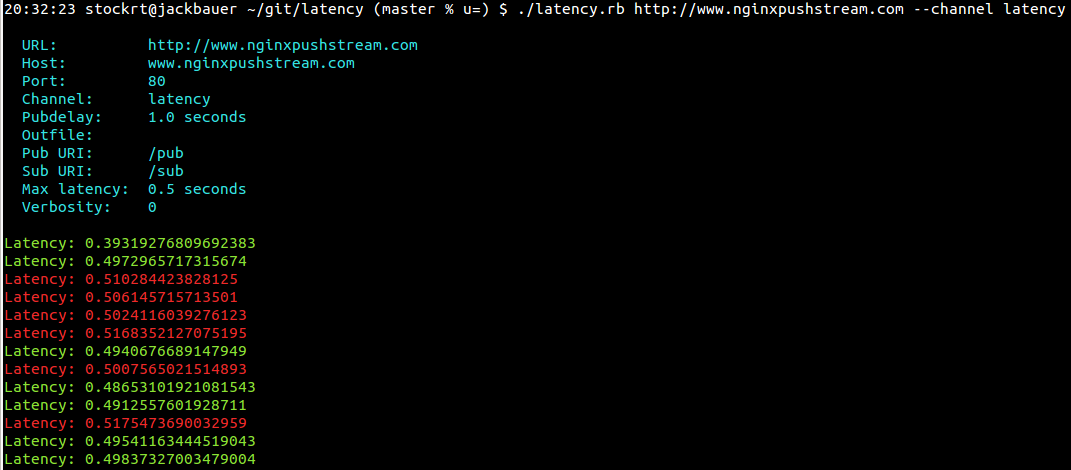 20:32:23 stockrt@jackbauer ~/git/latency (master % u=) $ ./latency.rb http://www.nginxpushstream.com --channel latency
URL: http://www.nginxpushstream.com
Host: www.nginxpushstream.com
Port: 80
Channel: latency
Pubdelay: 1.0 seconds
Outfile:
Pub URI: /pub
Sub URI: /sub
Max latency: 0.5 seconds
Verbosity: 0
Latency: 0.39319276809692383
Latency: 0.4972965717315674
Latency: 0.510284423828125
Latency: 0.506145715713501
Latency: 0.5024116039276123
Latency: 0.5168352127075195
Latency: 0.4940676689147949
Latency: 0.5007565021514893
Latency: 0.48653101921081543
Latency: 0.4912557601928711
Latency: 0.5175473690032959
Latency: 0.49541163444519043
Latency: 0.49837327003479004